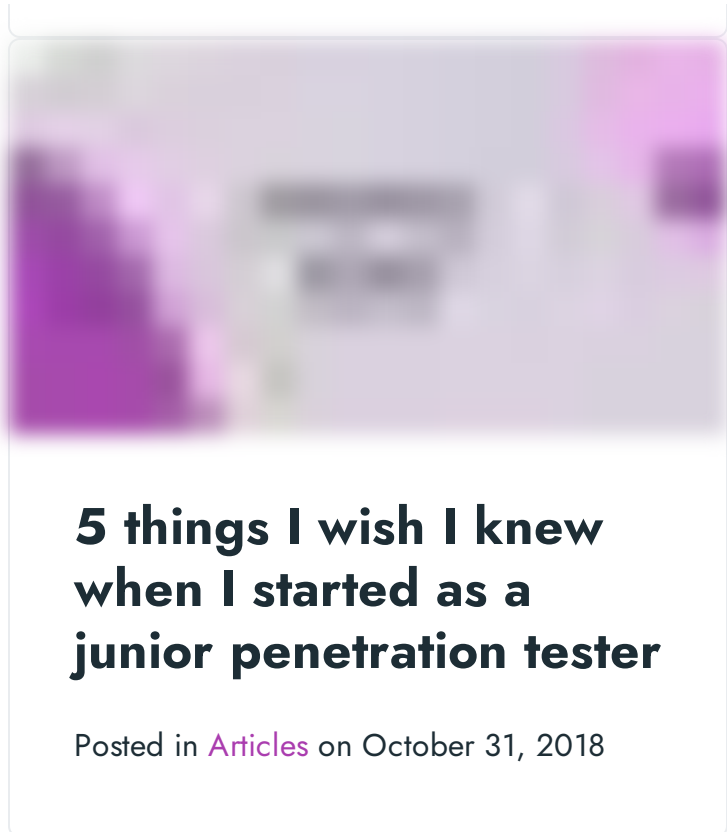 5 things I wish I knew
when I started as a
junior penetration tester
Posted in Articles on October 31, 2018